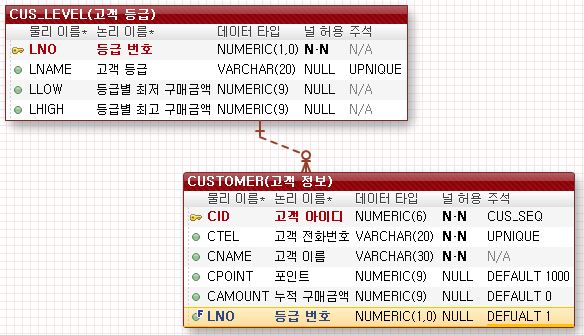 CUS_LEVEL(고객 등급)
물리 이름* 논리 이름* 데이터 타입 널 허용 주석
LNO 등급 번호 NUMERIC(1,0) N·N N/A
LNAME 고객 등급 VARCHAR(20) NULL UPNIQUE
LLOW 등급별 최저 구매금액 NUMERIC(9) NULL N/A
LHIGH 등급별 최고 구매금액 NUMERIC(9) NULL N/A
CUSTOMER(고객 정보)
물리 이름* 논리 이름* 데이터 타입 널 허용 주석
CID 고객 아이디 NUMERIC(6) N·N CUS_SEQ
CTEL 고객 전화번호 VARCHAR(20) N·N UPNIQUE
CNAME 고객 이름 VARCHAR(30) N·N N/A
CPOINT 포인트 NUMERIC(9) NULL DEFAULT 1000
CAMOUNT 누적 구매금액 NUMERIC(9) NULL DEFAULT 0
F LNO 등급 번호 NUMERIC(1,0) NULL DEFUALT 1